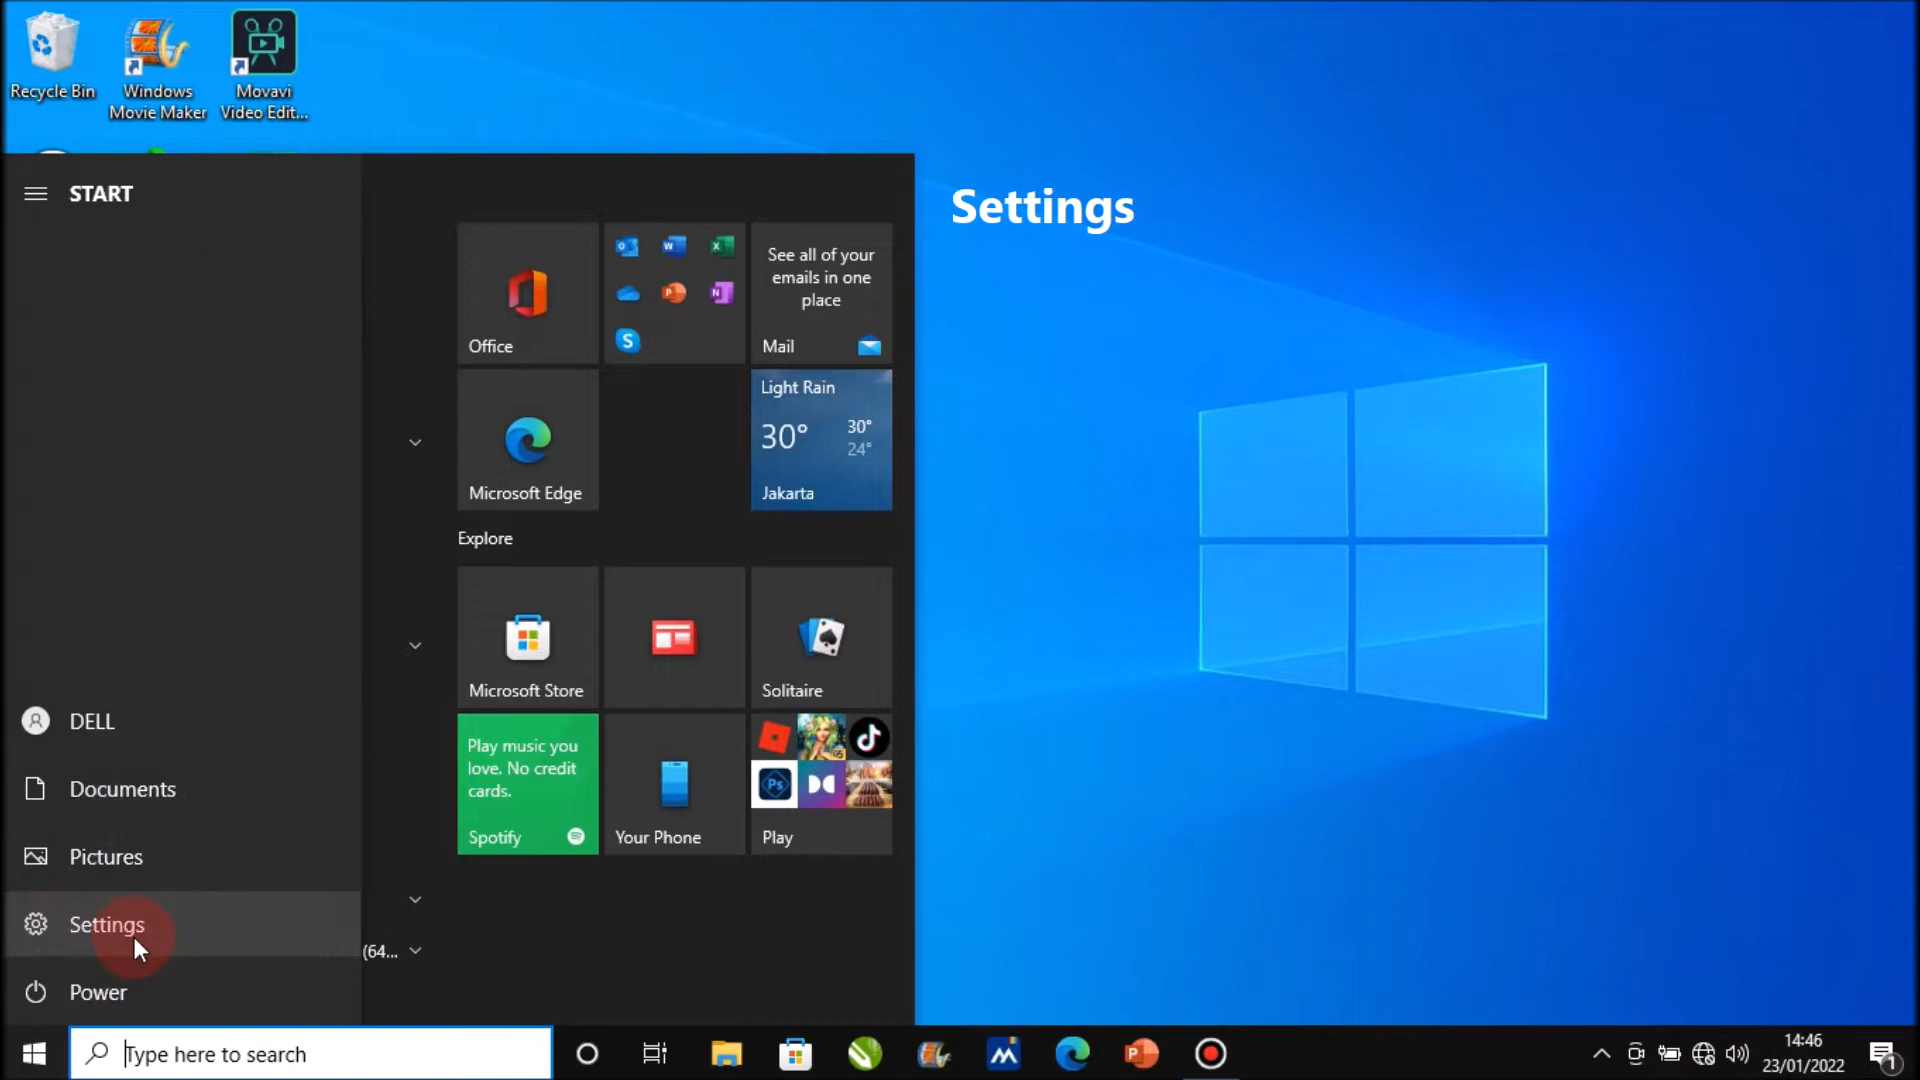 Recycle Bin
Windows
Movie Maker
Movavi
Video Edit...
START
Settings
Office
See all of your
emails in one
place
Mail
Microsoft Edge
Light Rain
30°
30°
24°
Jakarta
Explore
Microsoft Store
Solitaire
Play music you
love. No credit
cards.
Spotify
Your Phone
Play
DELL
Documents
Pictures
Settings
(64...
Power
Type here to search
14:46
23/01/2022
1